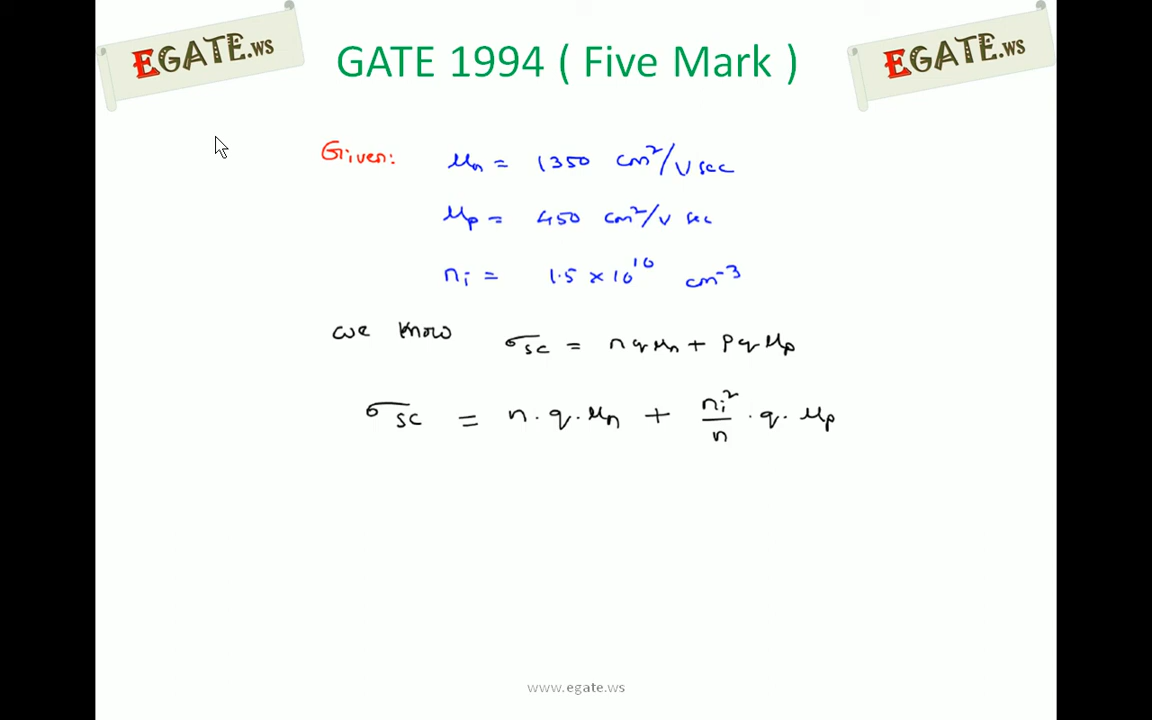 EGATE.ws
GATE 1994 ( Five Mark )
EGATE.ws
Given: μn = 1350 cm²/V sec
μp = 450 cm²/V sec
ni = 1.5 × 10¹⁰ cm⁻³
we know σsc = nqμn + pqμp
σsc = n · q · μn + ni²/n · q · μp
www.egate.ws